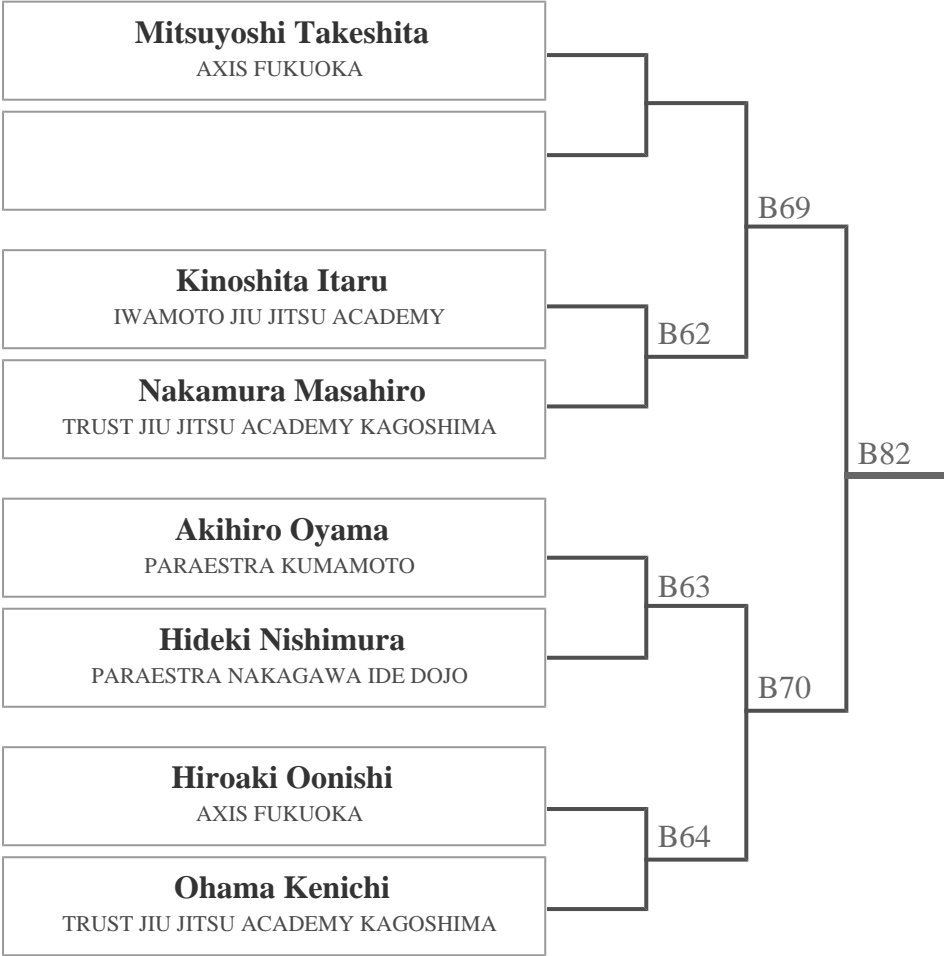 Mitsuyoshi Takeshita
AXIS FUKUOKA
B69
Kinoshita Itaru
IWAMOTO JIU JITSU ACADEMY
B62
Nakamura Masahiro
TRUST JIU JITSU ACADEMY KAGOSHIMA
B82
Akihiro Oyama
PARAESTRA KUMAMOTO
B63
Hideki Nishimura
PARAESTRA NAKAGAWA IDE DOJO
B70
Hiroaki Oonishi
AXIS FUKUOKA
B64
Ohama Kenichi
TRUST JIU JITSU ACADEMY KAGOSHIMA